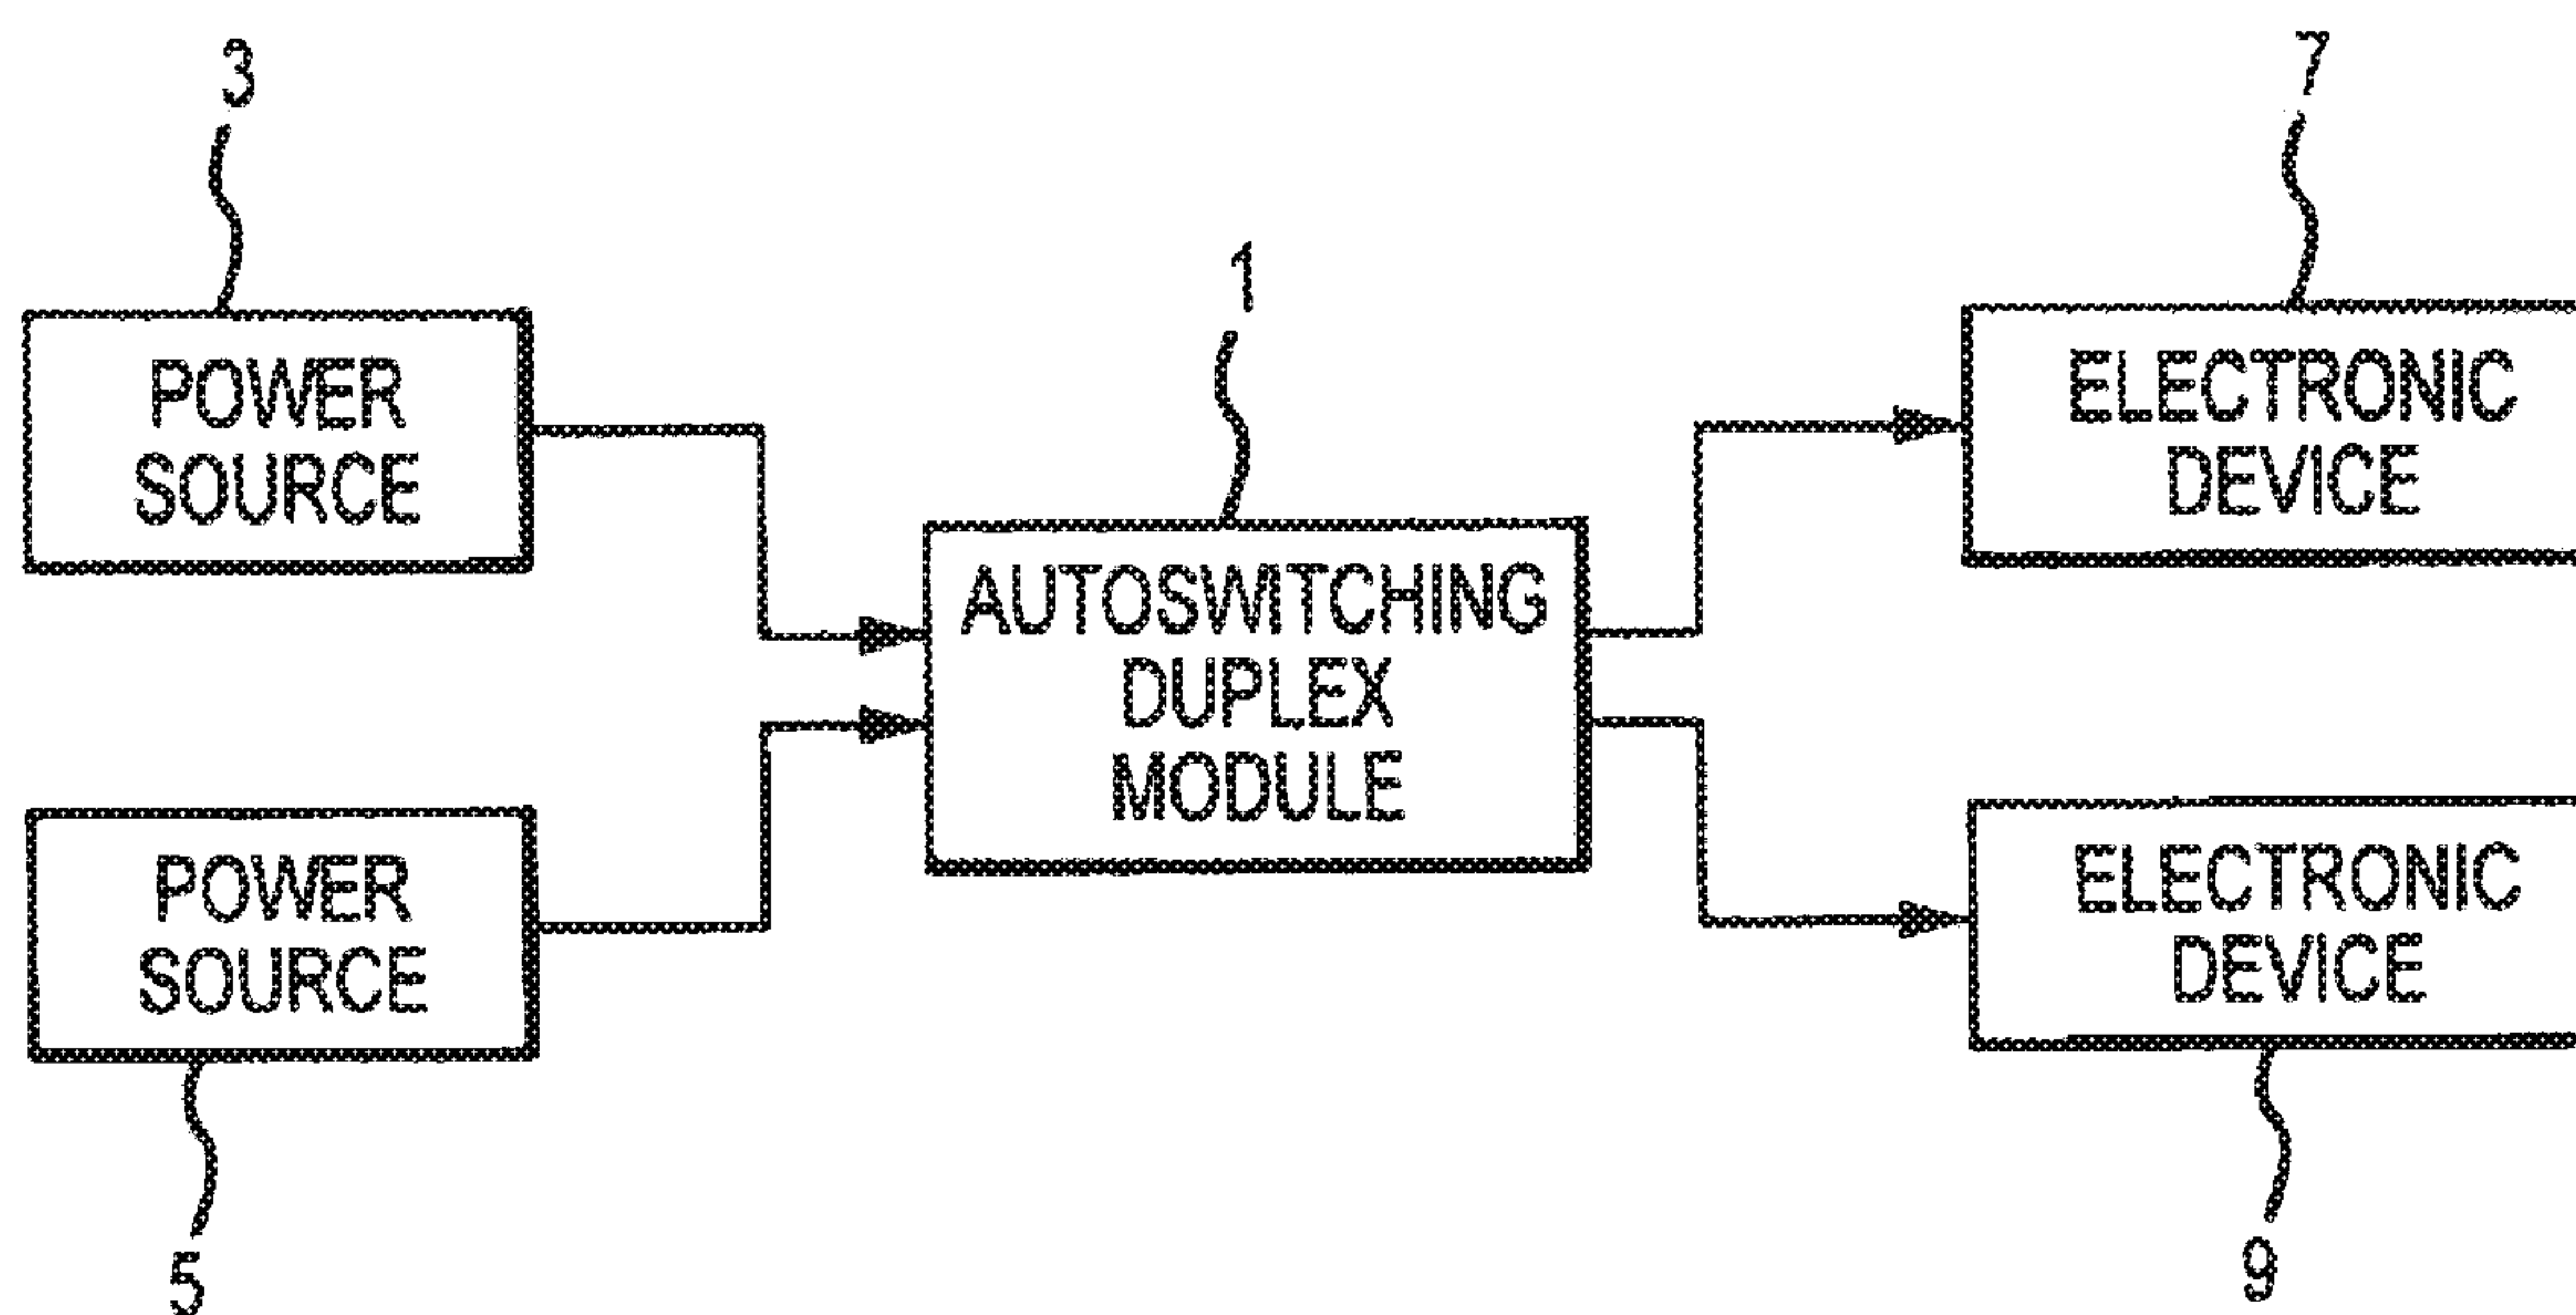 3
7
1
POWER
SOURCE
ELECTRONIC
DEVICE
AUTOSWITCHING
DUPLEX
MODULE
POWER
SOURCE
ELECTRONIC
DEVICE
5
9